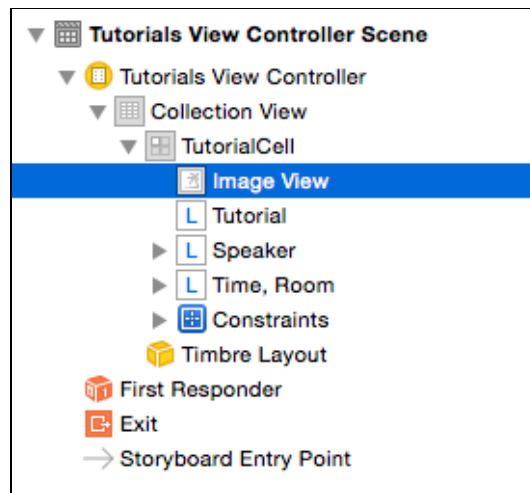 Tutorials View Controller Scene
Tutorials View Controller
Collection View
TutorialCell
Image View
L Tutorial
L Speaker
L Time, Room
Constraints
Timbre Layout
First Responder
Exit
Storyboard Entry Point